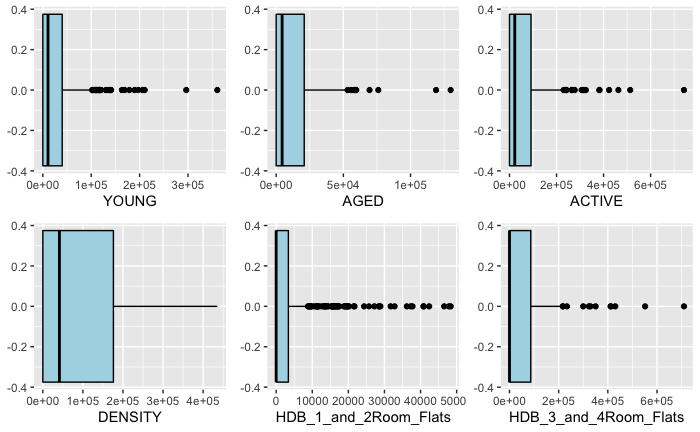 0.4
0.2
0.0
-0.2
-0.4
0e+00 1e+05 2e+05 3e+05
YOUNG
0.4
0.2
0.0
-0.2
-0.4
0e+00 5e+04 1e+05
AGED
0.4
0.2
0.0
-0.2
-0.4
0e+00 2e+05 4e+05 6e+05
ACTIVE
0.4
0.2
0.0
-0.2
-0.4
0e+00 1e+05 2e+05 3e+05 4e+05
DENSITY
0.4
0.2
0.0
-0.2
-0.4
0 10000 20000 30000 40000 5000
HDB_1_and_2Room_Flats
0.4
0.2
0.0
-0.2
-0.4
0e+00 2e+05 4e+05 6e+05
HDB_3_and_4Room_Flats